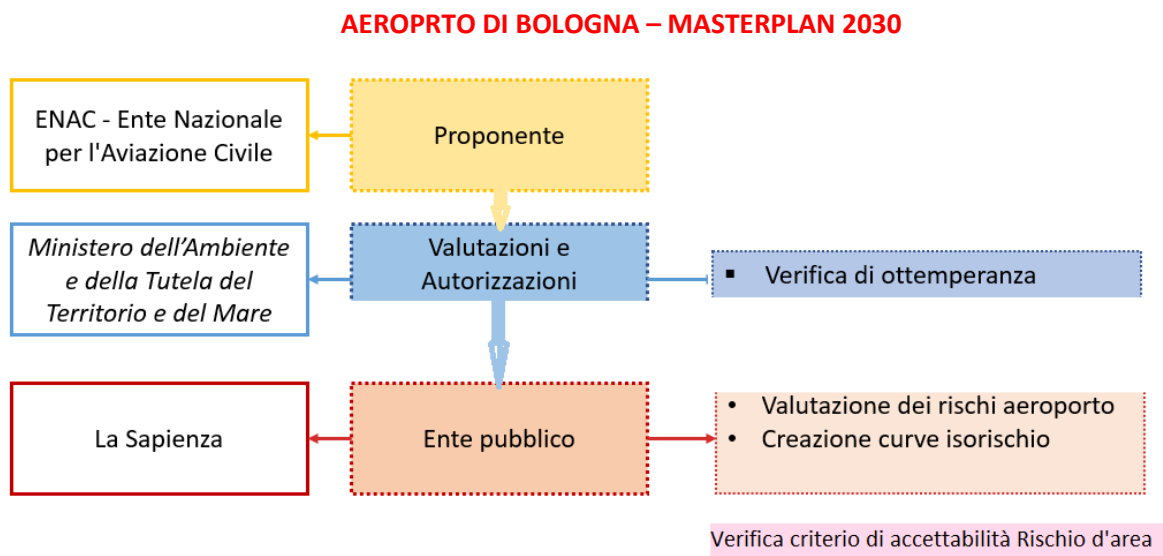 AEROPRTO DI BOLOGNA – MASTERPLAN 2030
ENAC - Ente Nazionale
per l'Aviazione Civile
Proponente
Ministero dell’Ambiente
e della Tutela del
Territorio e del Mare
Valutazioni e
Autorizzazioni
▪ Verifica di ottemperanza
La Sapienza
Ente pubblico
• Valutazione dei rischi aeroporto
• Creazione curve isorischio
Verifica criterio di accettabilità Rischio d'area